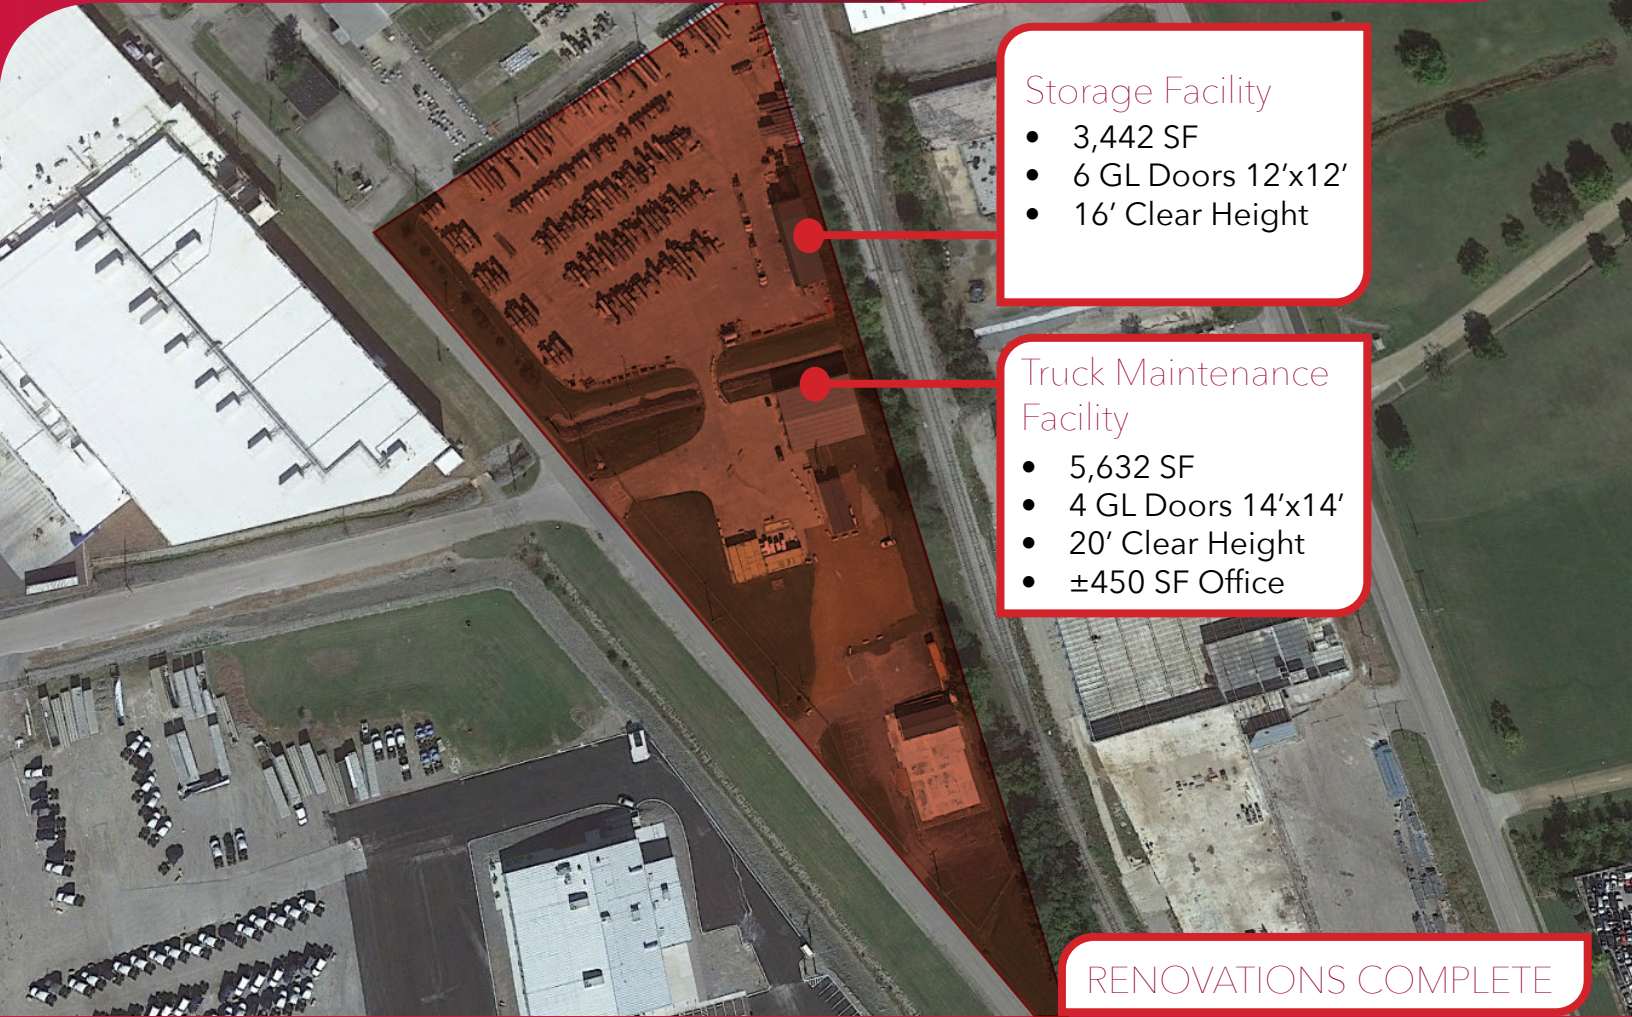 Storage Facility
• 3,442 SF
• 6 GL Doors 12’x12’
• 16’ Clear Height
Truck Maintenance
Facility
• 5,632 SF
• 4 GL Doors 14’x14’
• 20’ Clear Height
• ±450 SF Office
RENOVATIONS COMPLETE